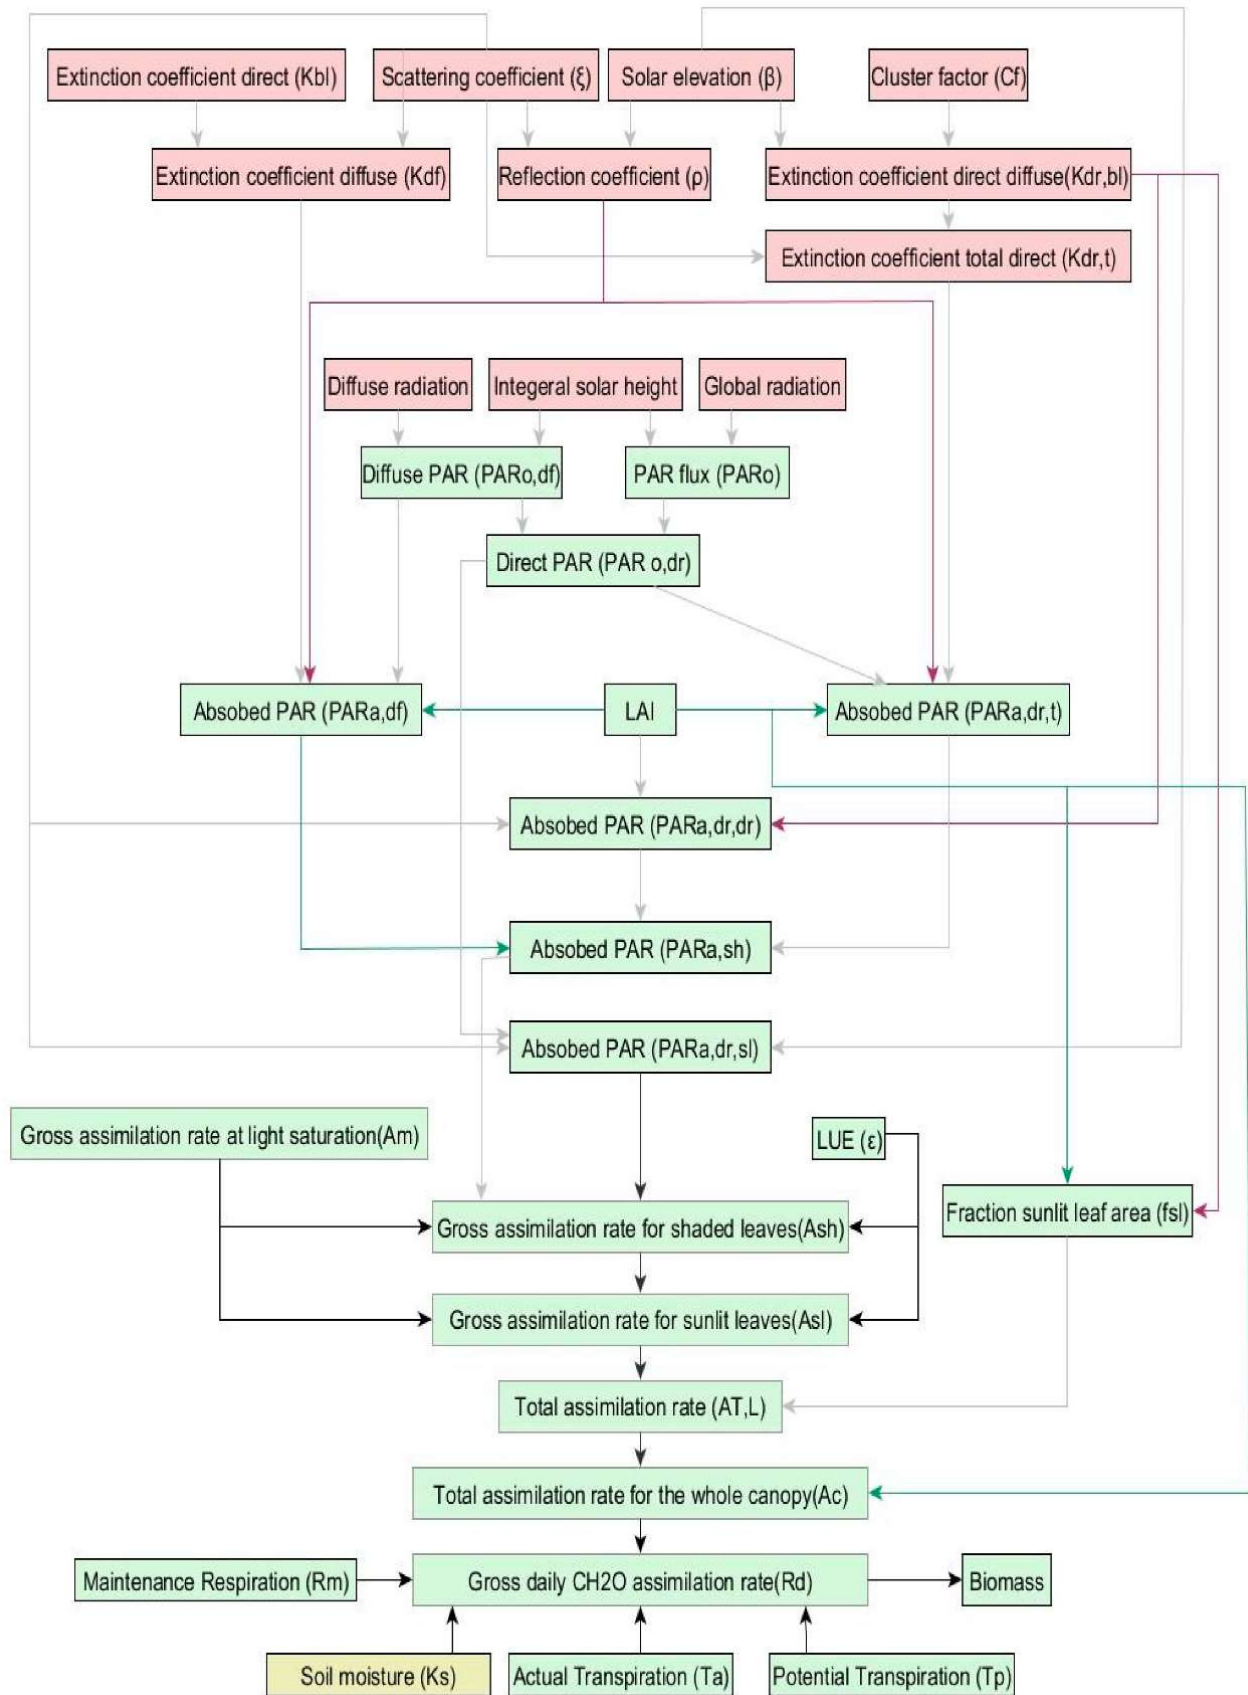 Extinction coefficient direct (Kbl)
Scattering coefficient (ξ)
Solar elevation (β)
Cluster factor (Cf)
Extinction coefficient diffuse (Kdf)
Reflection coefficient (ρ)
Extinction coefficient direct diffuse(Kdr,bl)
Extinction coefficient total direct (Kdr,t)
Diffuse radiation
Integeral solar height
Global radiation
Diffuse PAR (PARo,df)
PAR flux (PARo)
Direct PAR (PAR o,dr)
Absobed PAR (PARa,df)
LAI
Absobed PAR (PARa,dr,t)
Absobed PAR (PARa,dr,dr)
Absobed PAR (PARa,sh)
Absobed PAR (PARa,dr,sl)
Gross assimilation rate at light saturation(Am)
LUE (ε)
Gross assimilation rate for shaded leaves(Ash)
Fraction sunlit leaf area (fsl)
Gross assimilation rate for sunlit leaves(Asl)
Total assimilation rate (AT,L)
Total assimilation rate for the whole canopy(Ac)
Maintenance Respiration (Rm)
Gross daily CH2O assimilation rate(Rd)
Biomass
Soil moisture (Ks)
Actual Transpiration (Ta)
Potential Transpiration (Tp)